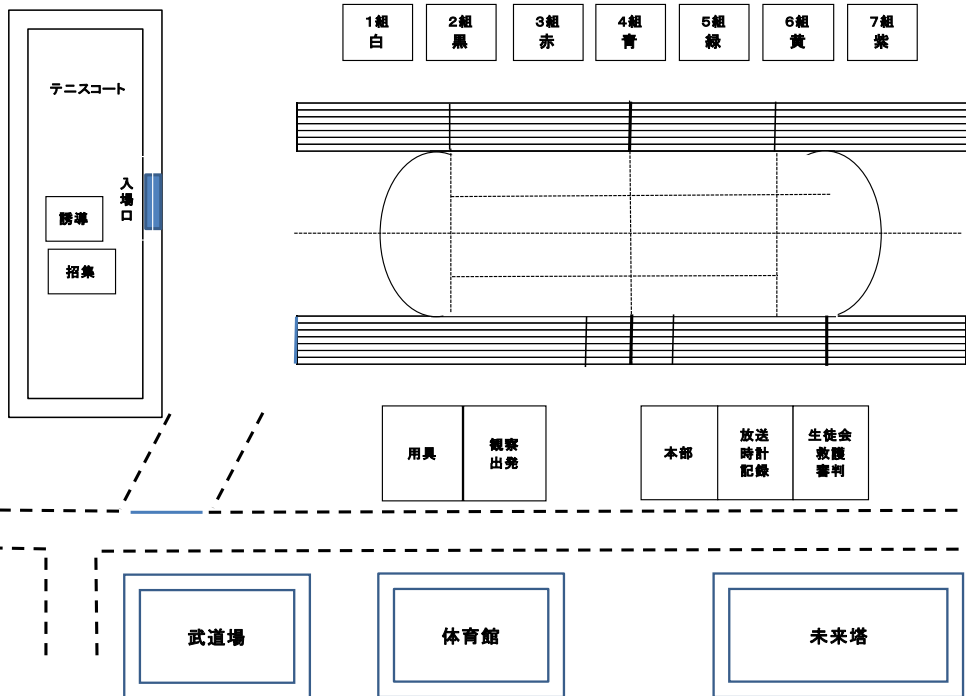 1組
白
2組
黒
3組
赤
4組
青
5組
緑
6組
黄
7組
紫
テニスコート
入場口
誘導
招集
用具
観察
出発
本部
放送
時計
記録
生徒会
救護
審判
武道場
体育館
未来塔